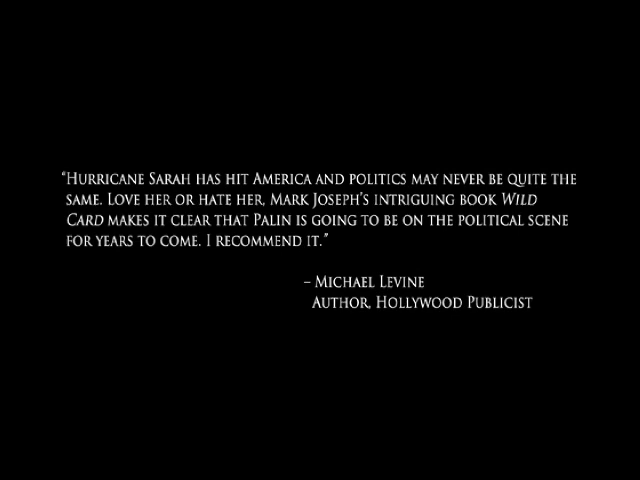 “Hurricane Sarah has hit America and politics may never be quite the
same. Love her or hate her, Mark Joseph’s intriguing book Wild
Card makes it clear that Palin is going to be on the political scene
for years to come. I recommend it.”
– Michael Levine
Author, Hollywood Publicist